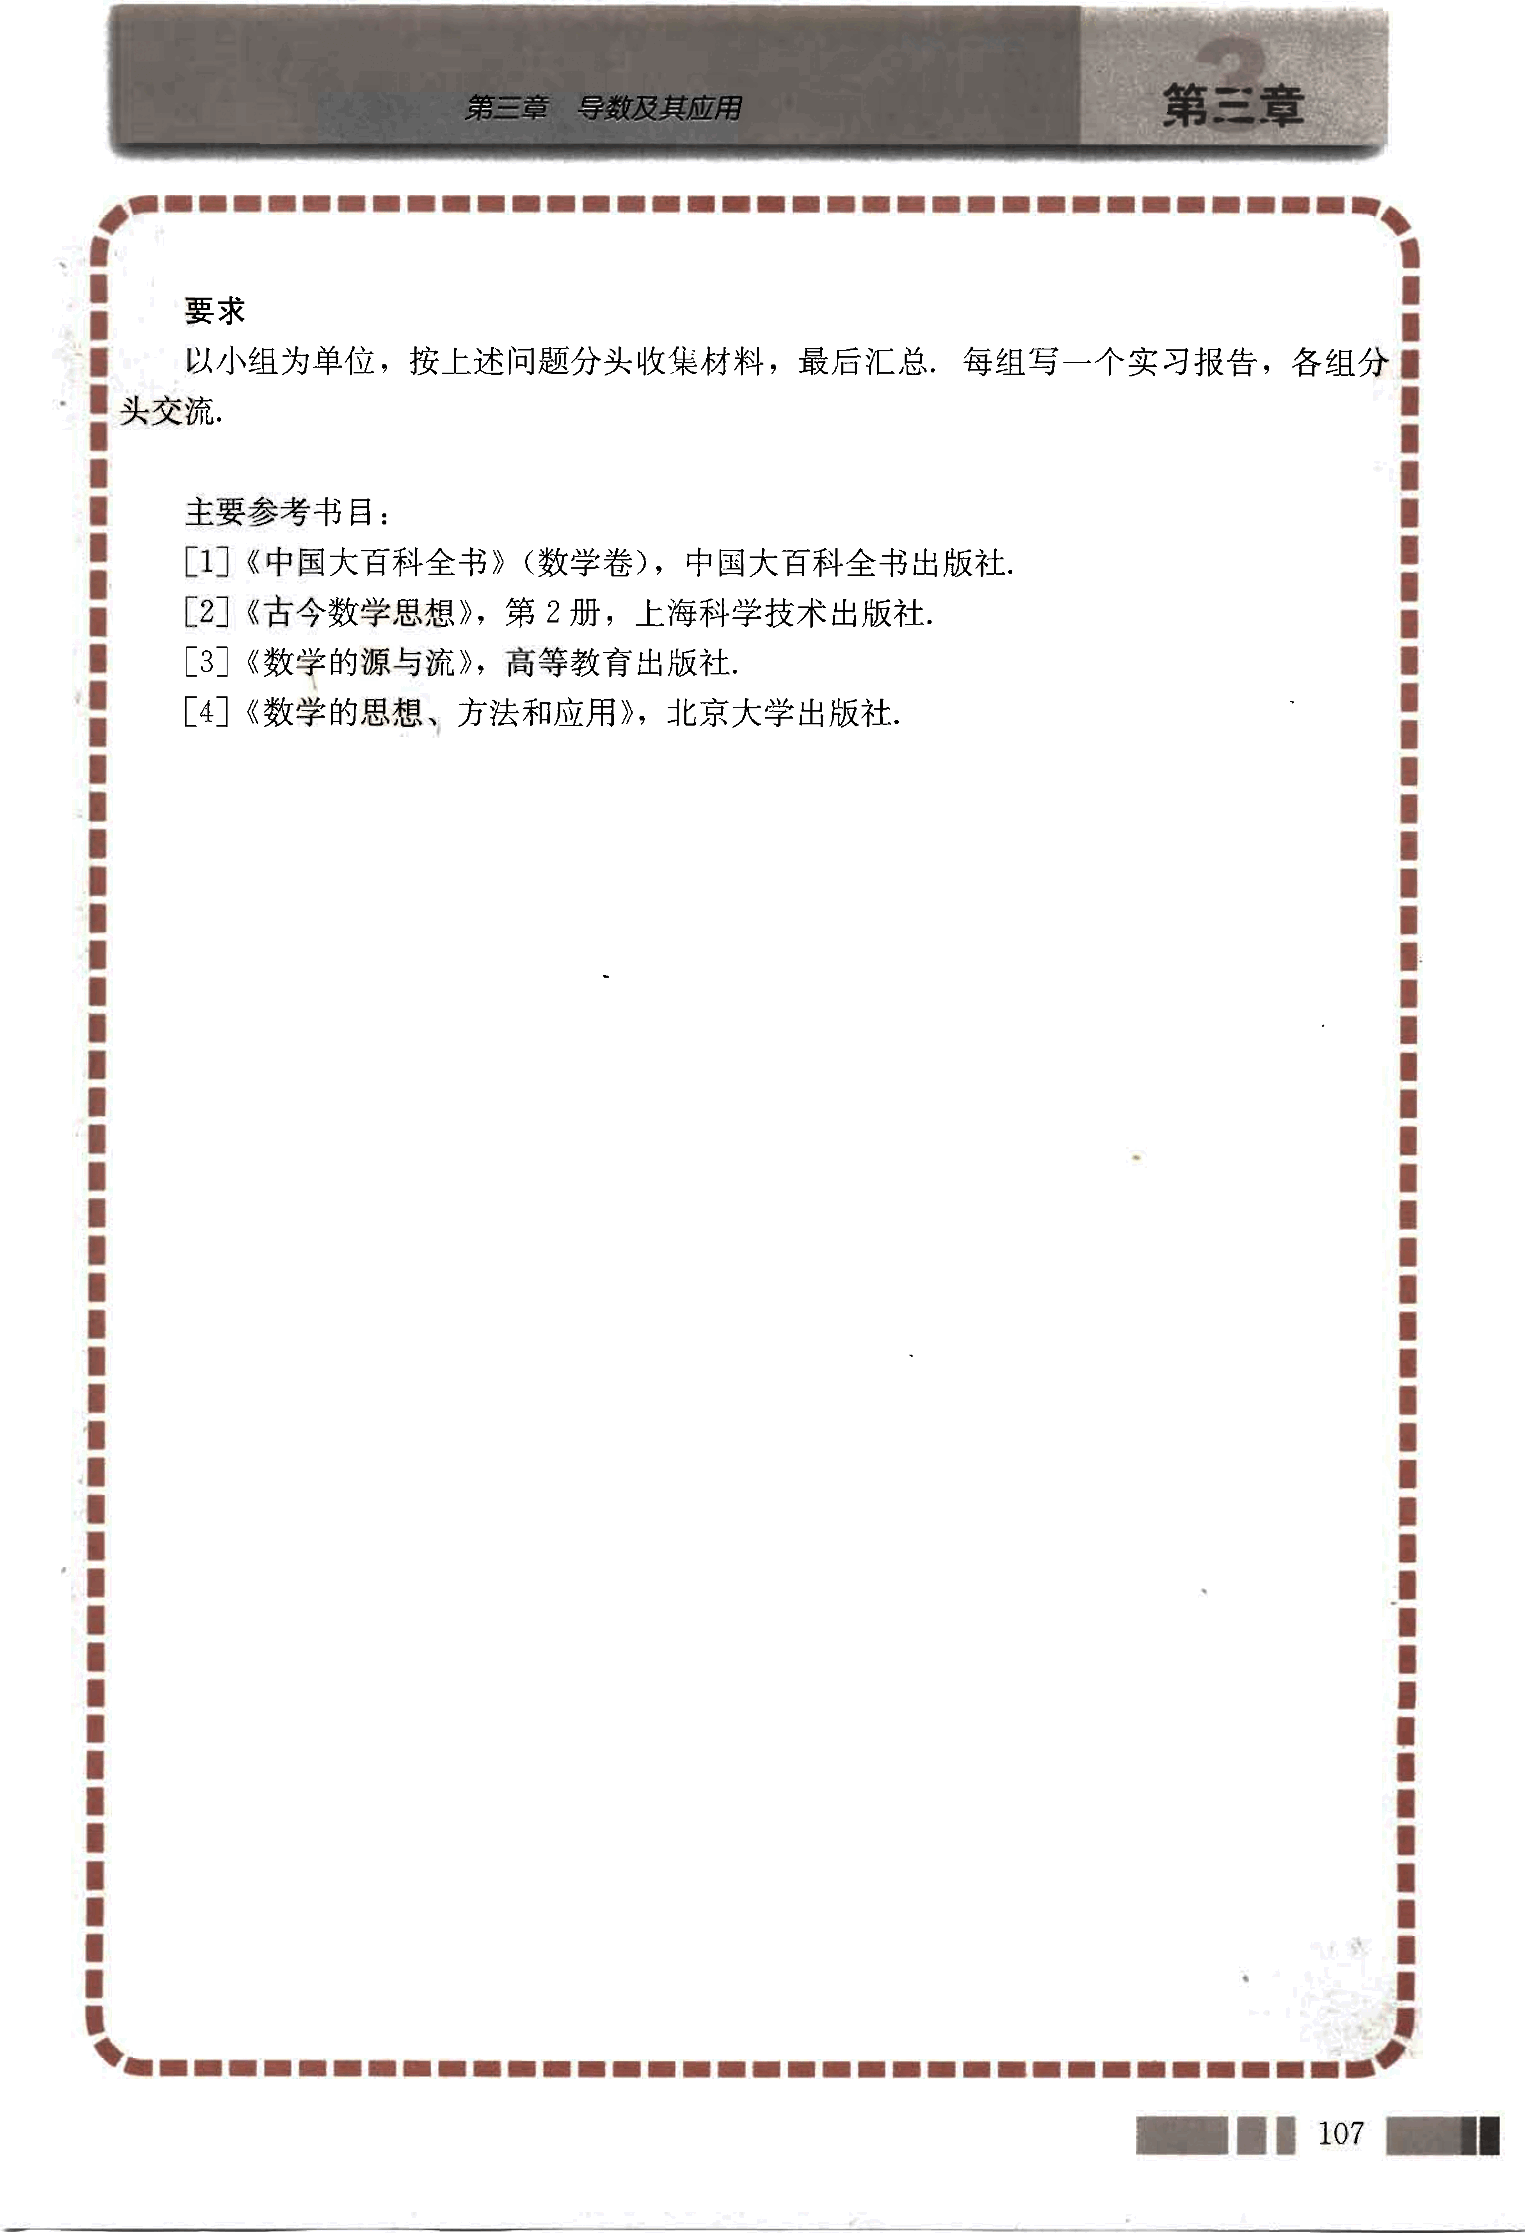 第三章 导数及其应用
第三章
要求
以小组为单位，按上述问题分头收集材料，最后汇总. 每组写一个实习报告，各组分
头交流.
主要参考书目：
[1]《中国大百科全书》（数学卷），中国大百科全书出版社.
[2]《古今数学思想》，第 2 册，上海科学技术出版社.
[3]《数学的源与流》，高等教育出版社.
[4]《数学的思想、方法和应用》，北京大学出版社.
107